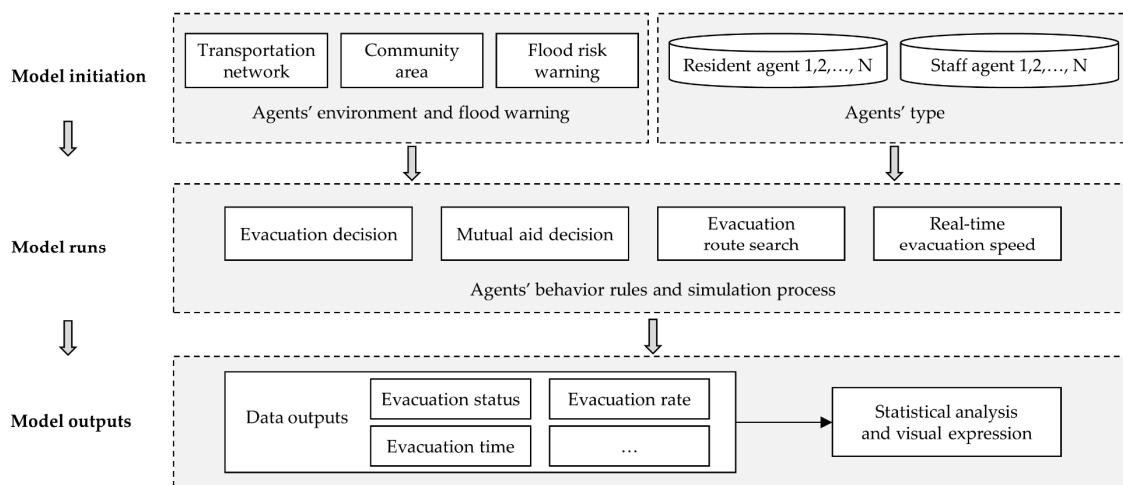 Model initiation
Transportation
network
Community
area
Flood risk
warning
Agents’ environment and flood warning
Resident agent 1,2,…, N
Staff agent 1,2,…, N
Agents’ type
Model runs
Evacuation decision
Mutual aid decision
Evacuation
route search
Real-time
evacuation speed
Agents’ behavior rules and simulation process
Model outputs
Data outputs
Evacuation status
Evacuation rate
Evacuation time
…
Statistical analysis
and visual expression